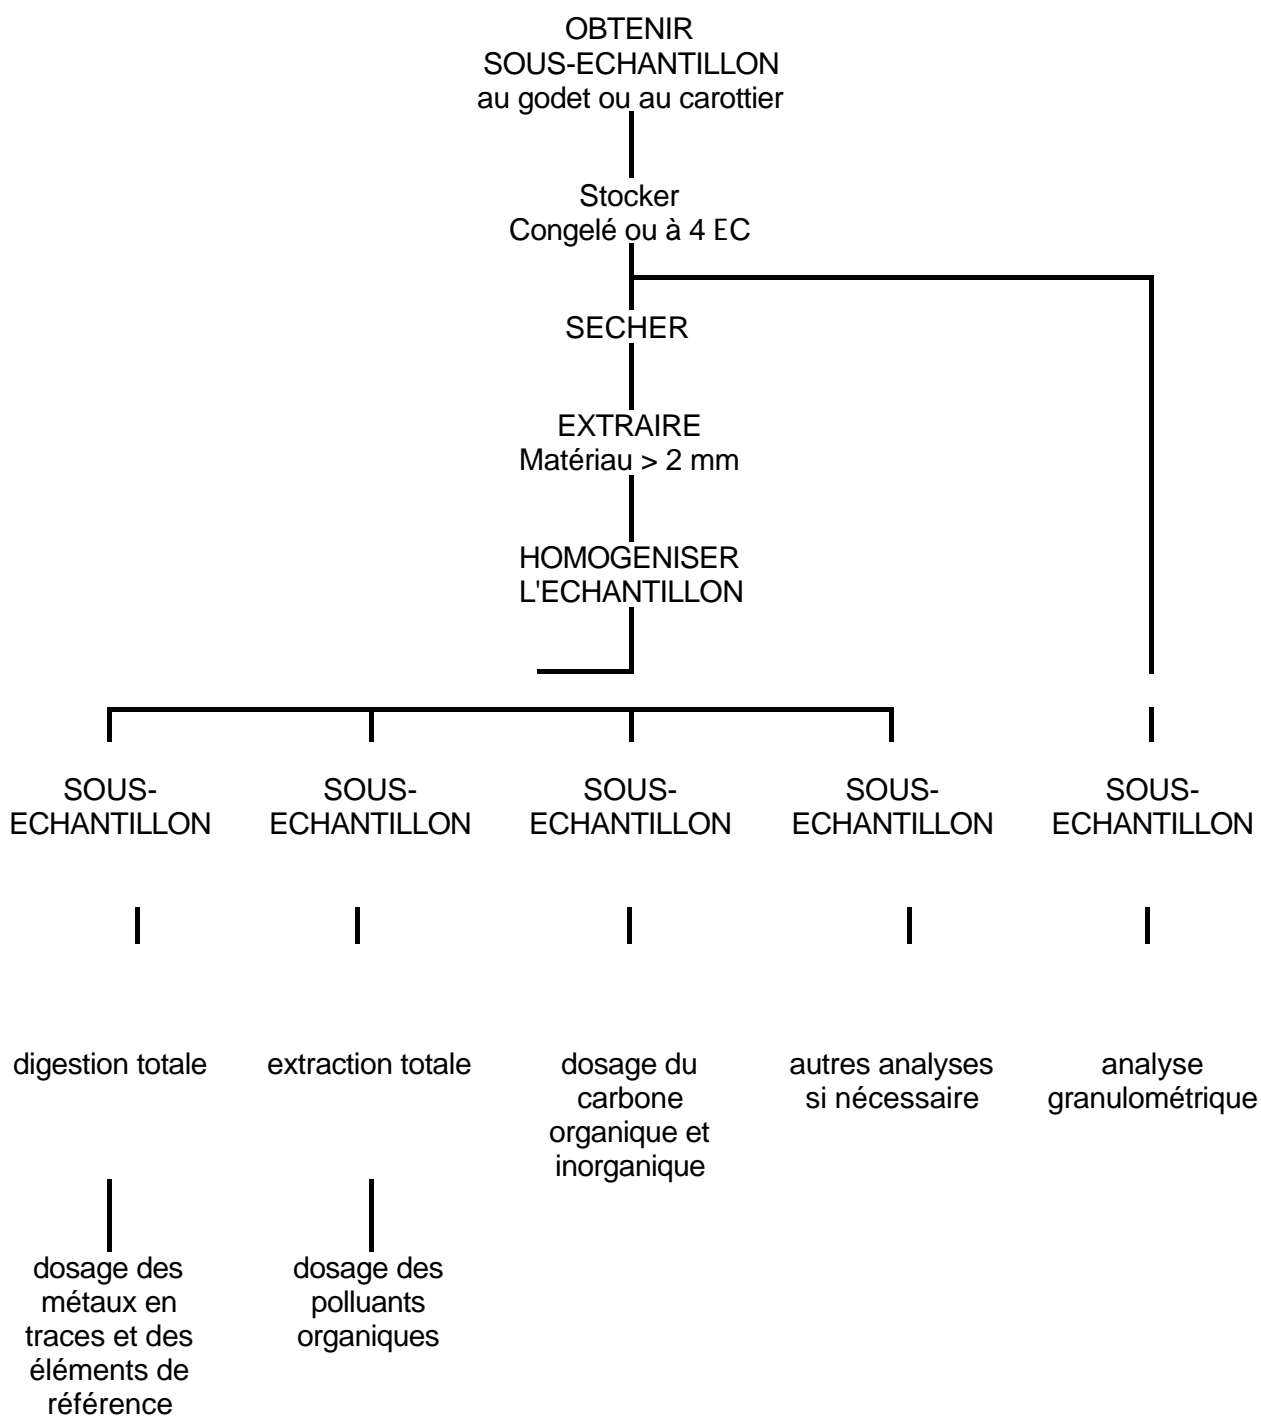 OBTENIR
SOUS-ECHANTILLON
au godet ou au carottier
Stocker
Congelé ou à 4 EC
SECHER
EXTRAIRE
Matériau > 2 mm
HOMOGENISER
L'ECHANTILLON
SOUS-
ECHANTILLON
SOUS-
ECHANTILLON
SOUS-
ECHANTILLON
SOUS-
ECHANTILLON
SOUS-
ECHANTILLON
digestion totale
extraction totale
dosage du
carbone
organique et
inorganique
autres analyses
si nécessaire
analyse
granulométrique
dosage des
métaux en
traces et des
éléments de
référence
dosage des
polluants
organiques